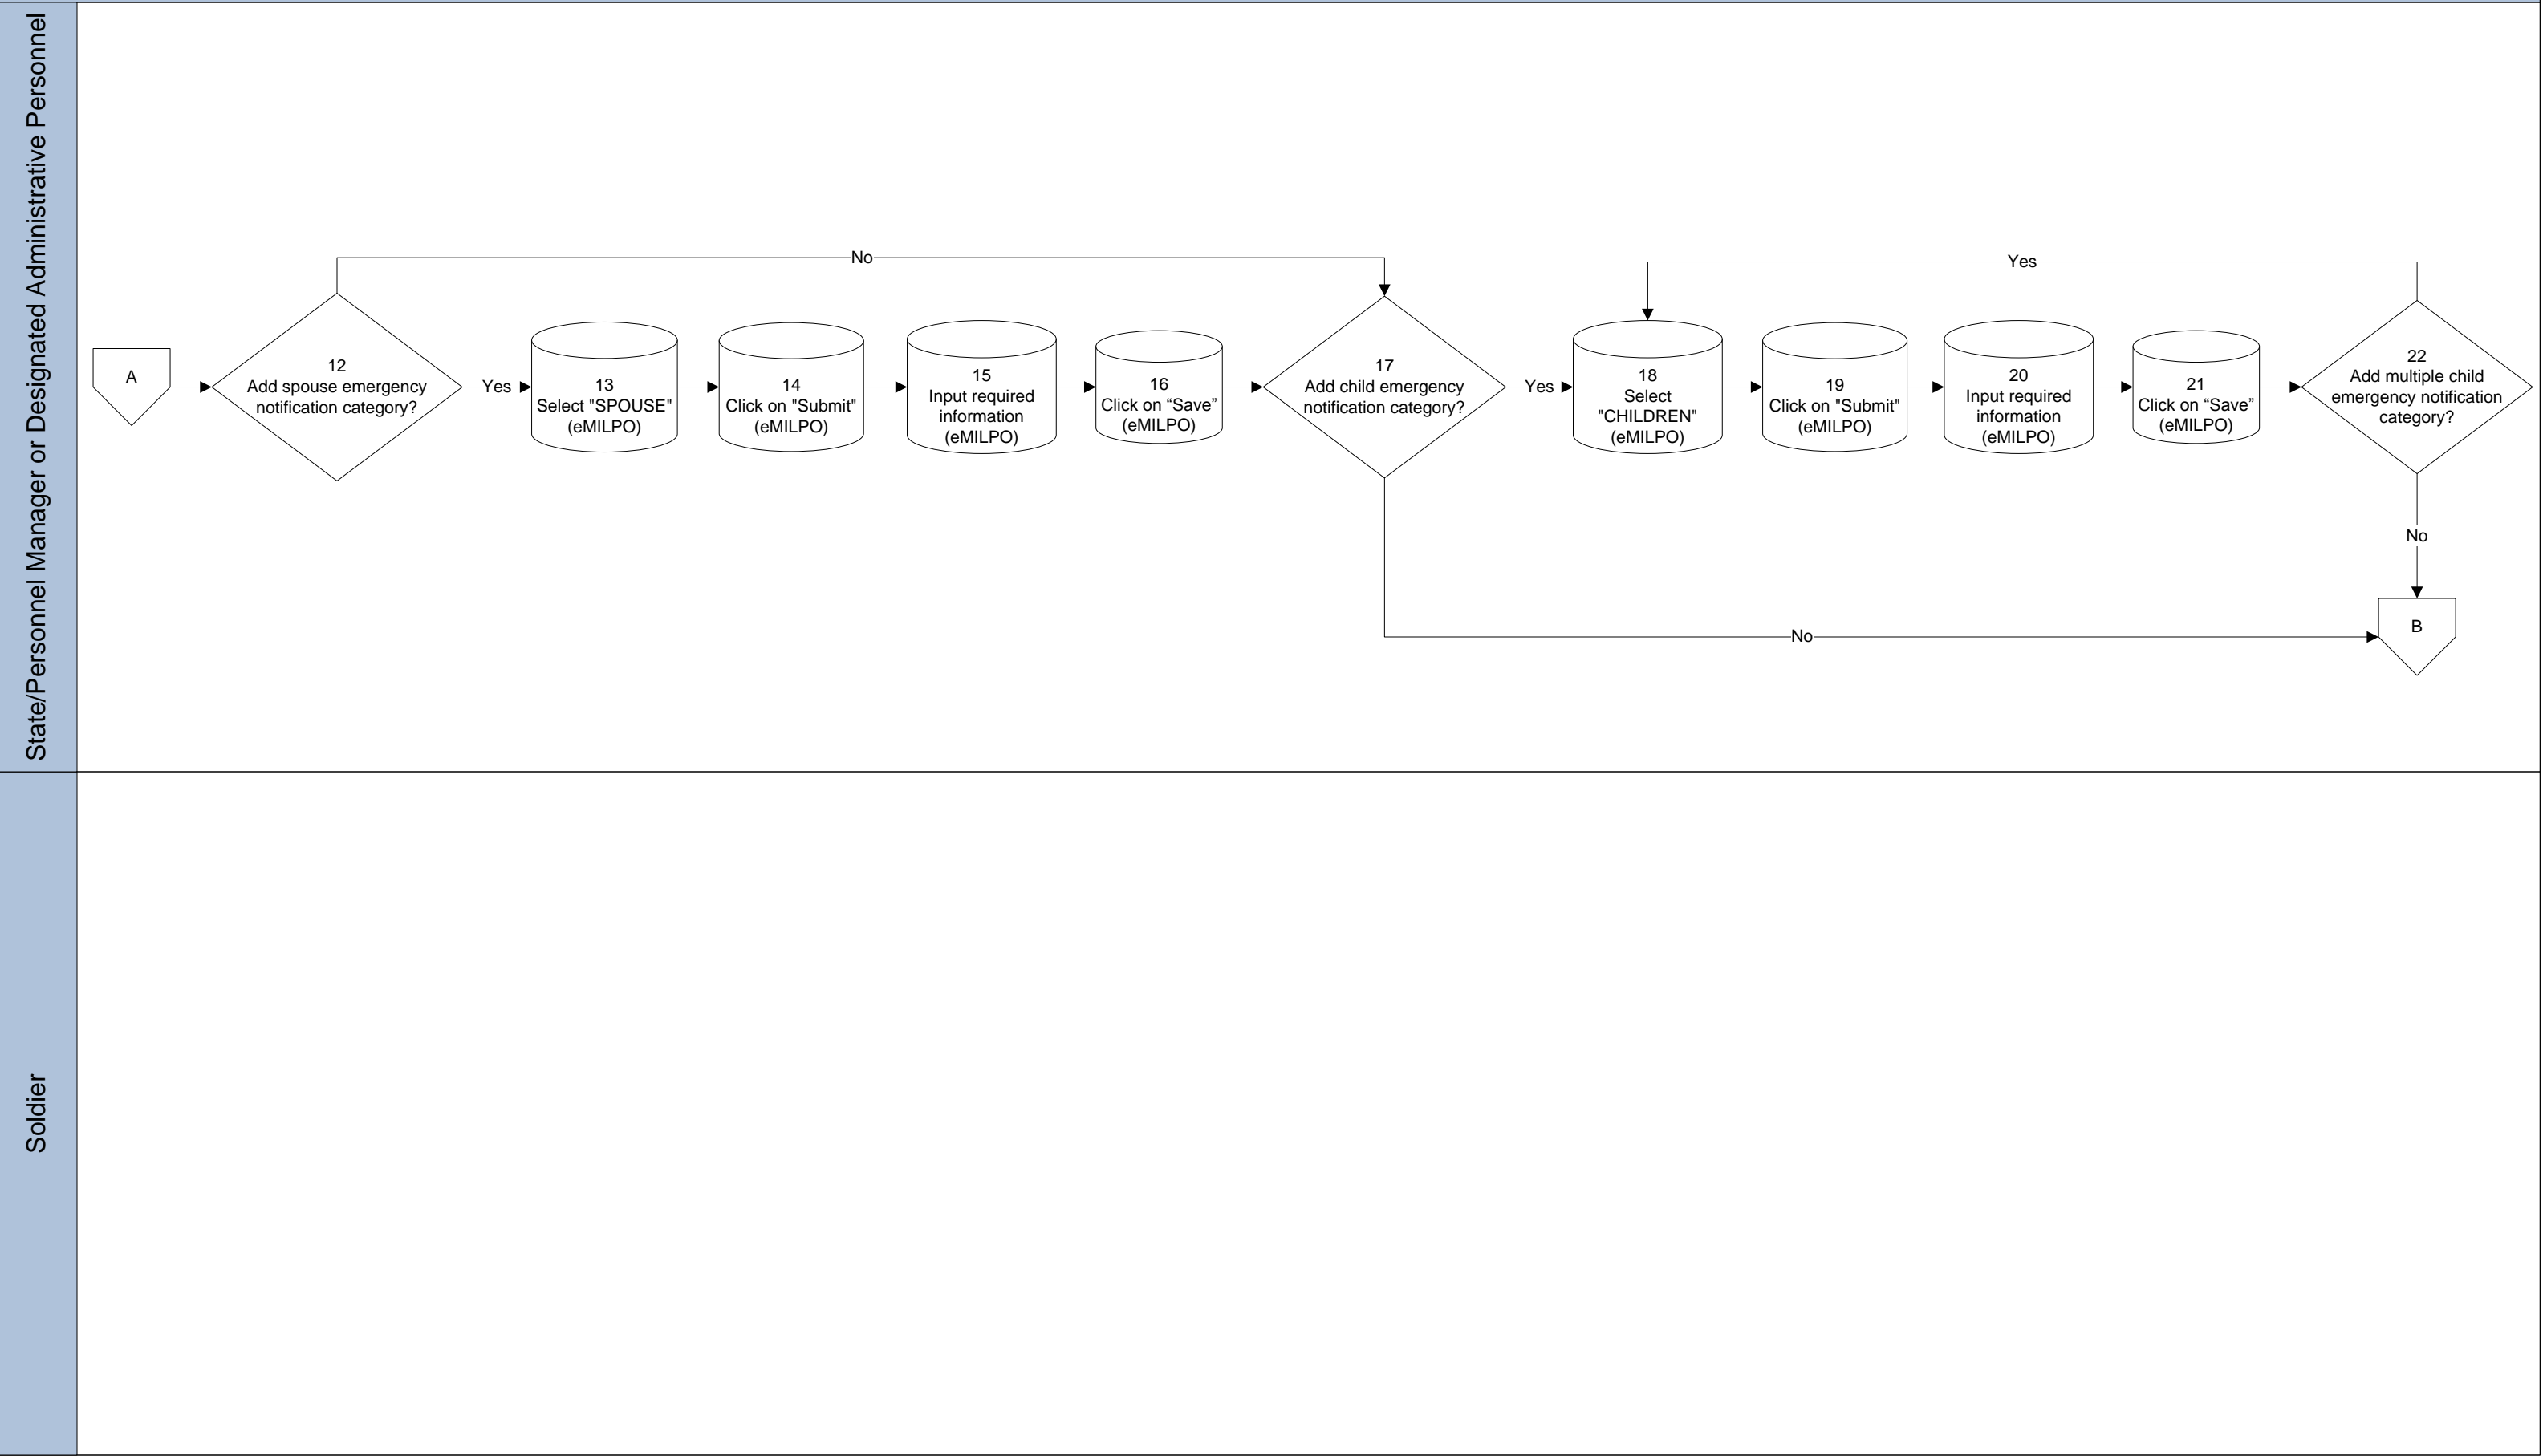 State/Personnel Manager or Designated Administrative Personnel
A
12
Add spouse emergency
notification category?
No
Yes
13
Select "SPOUSE"
(eMILPO)
14
Click on "Submit"
(eMILPO)
15
Input required
information
(eMILPO)
16
Click on “Save”
(eMILPO)
17
Add child emergency
notification category?
Yes
No
18
Select
"CHILDREN"
(eMILPO)
19
Click on "Submit"
(eMILPO)
20
Input required
information
(eMILPO)
21
Click on “Save”
(eMILPO)
22
Add multiple child
emergency notification
category?
Yes
No
B
Soldier